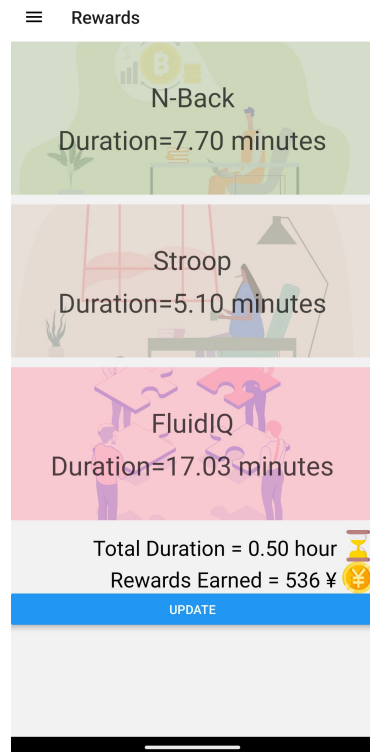 Rewards
N-Back
Duration=7.70 minutes
Stroop
Duration=5.10 minutes
FluidIQ
Duration=17.03 minutes
Total Duration = 0.50 hour
Rewards Earned = 536 ¥
UPDATE